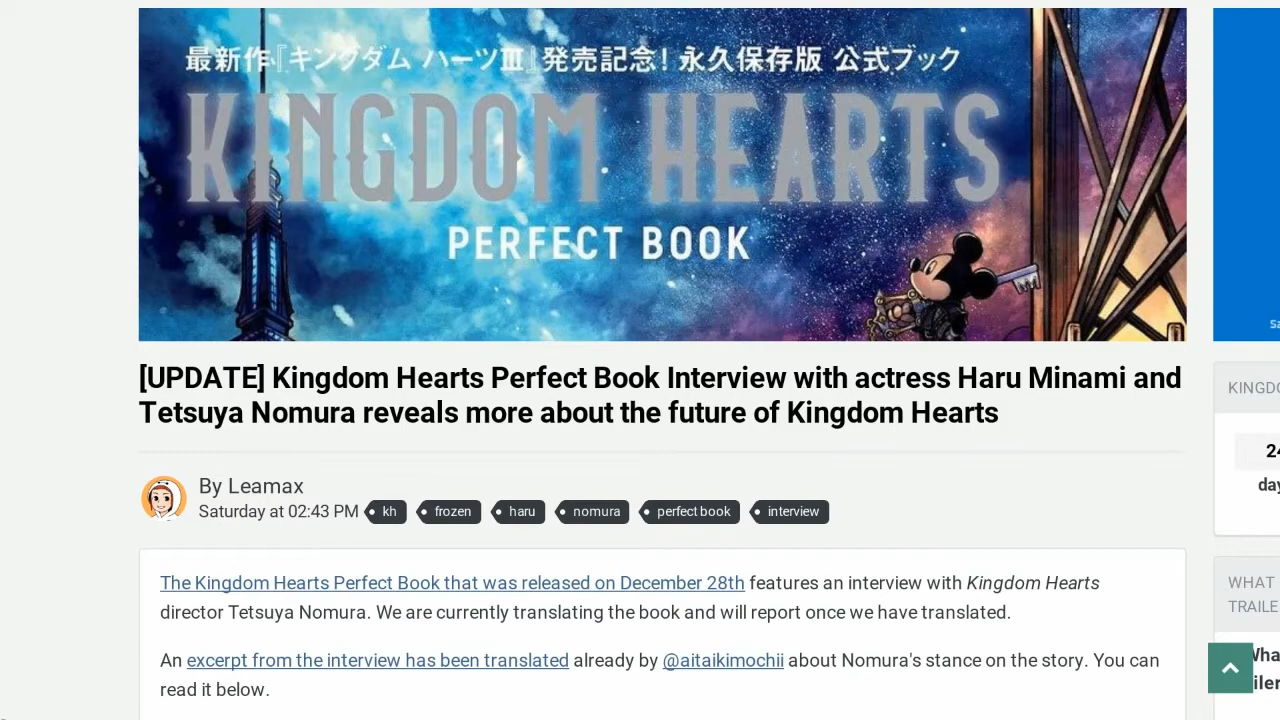 最新作『キングダム ハーツIII』発売記念! 永久保存版 公式ブック
KINGDOM HEARTS
PERFECT BOOK
[UPDATE] Kingdom Hearts Perfect Book Interview with actress Haru Minami and
Tetsuya Nomura reveals more about the future of Kingdom Hearts
By Leamax
Saturday at 02:43 PM kh frozen haru nomura perfect book interview
The Kingdom Hearts Perfect Book that was released on December 28th features an interview with Kingdom Hearts
director Tetsuya Nomura. We are currently translating the book and will report once we have translated.
An excerpt from the interview has been translated already by @aitaikimochii about Nomura's stance on the story. You can
read it below.
KINGD
24
day
WHAT
TRAILE